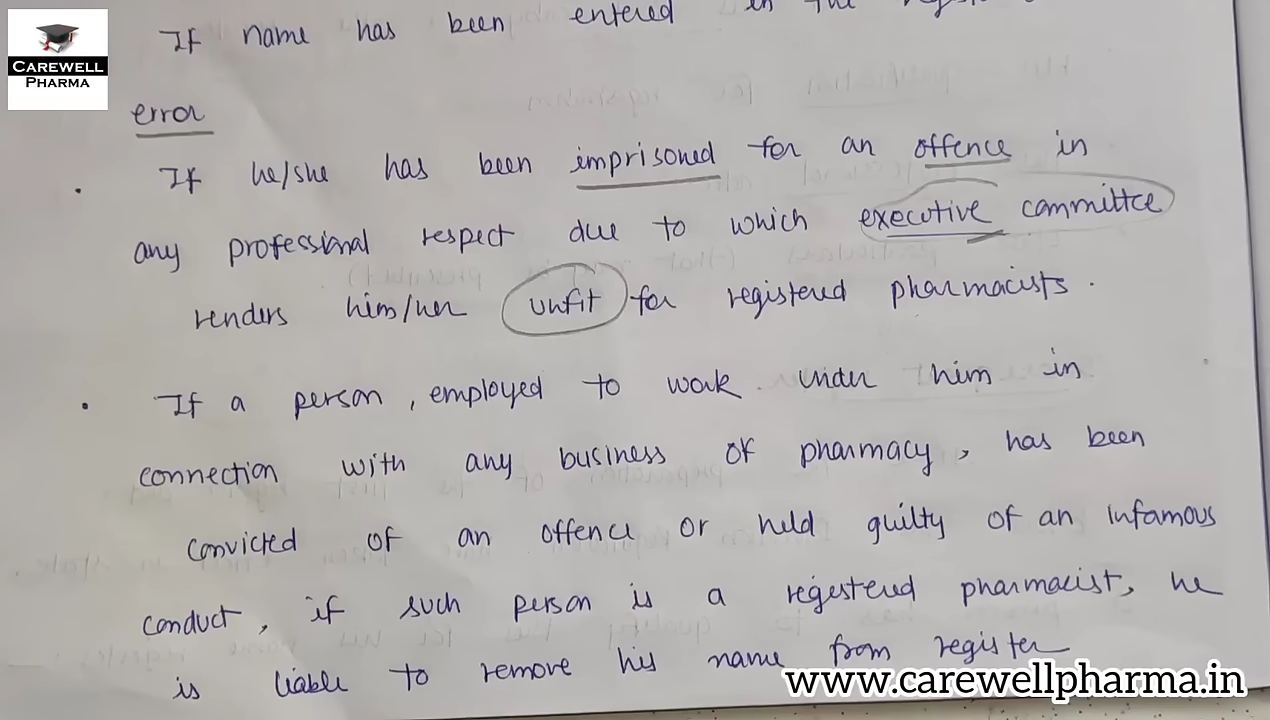 CAREWELL
PHARMA
If name has been entered in the
error
· If he/she has been imprisoned for an offence in
any professional respect due to which executive committee
renders him/her unfit for registered pharmacists.
· If a person, employed to work under him in
connection with any business of pharmacy, has been
convicted of an offence or held guilty of an infamous
conduct, if such person is a registered pharmacist, he
is liable to remove his name from register
www.carewellpharma.in